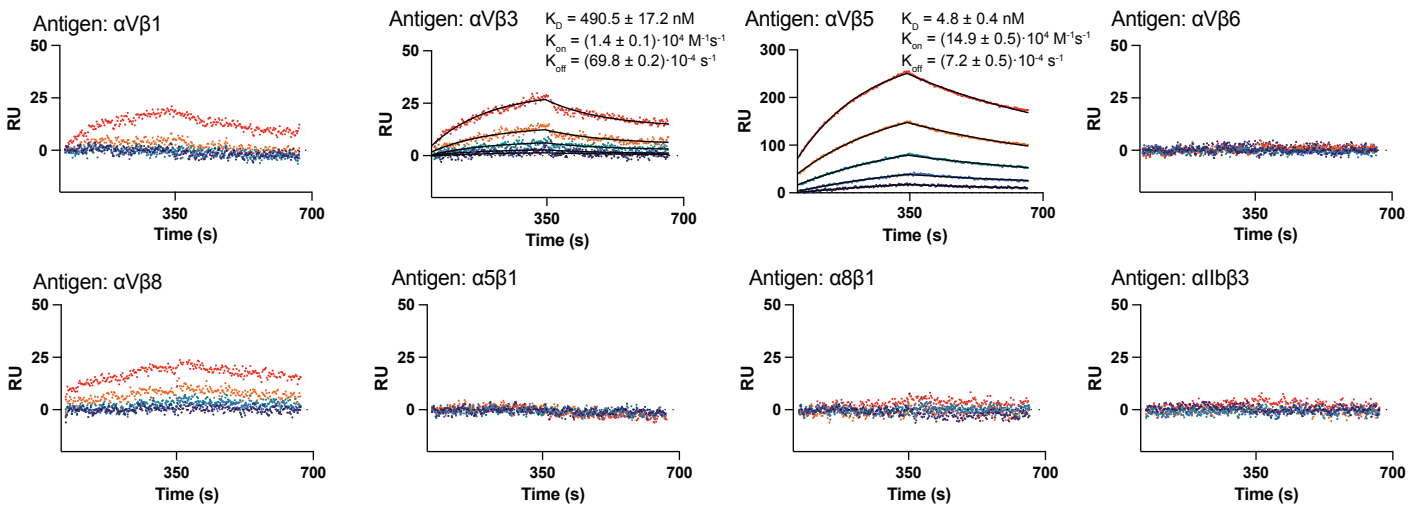 Antigen: αVβ1
50
25
0
RU
350
700
Time (s)
Antigen: αVβ3
K_D = 490.5 ± 17.2 nM
K_on = (1.4 ± 0.1)·10⁴ M⁻¹s⁻¹
K_off = (69.8 ± 0.2)·10⁻⁴ s⁻¹
50
25
0
RU
350
700
Time (s)
Antigen: αVβ5
K_D = 4.8 ± 0.4 nM
K_on = (14.9 ± 0.5)·10⁴ M⁻¹s⁻¹
K_off = (7.2 ± 0.5)·10⁻⁴ s⁻¹
300
200
100
0
RU
350
700
Time (s)
Antigen: αVβ6
50
25
0
RU
350
700
Time (s)
Antigen: αVβ8
50
25
0
RU
350
700
Time (s)
Antigen: α5β1
50
25
0
RU
350
700
Time (s)
Antigen: α8β1
50
25
0
RU
350
700
Time (s)
Antigen: αIIbβ3
50
25
0
RU
350
700
Time (s)